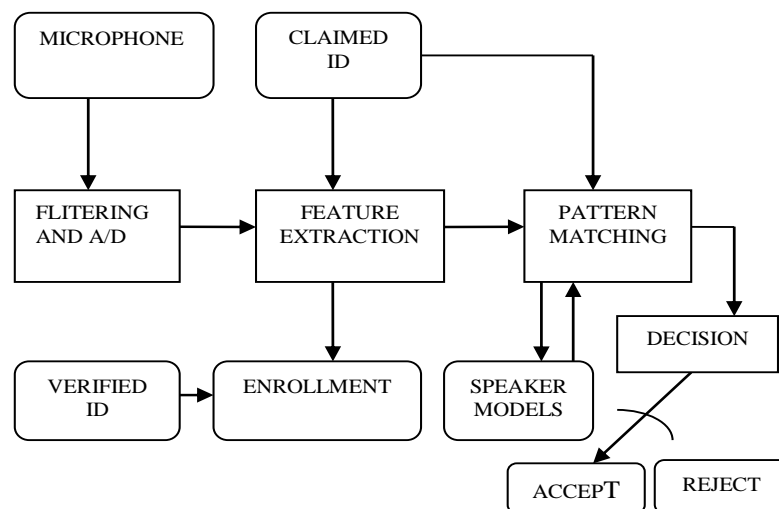 MICROPHONE
CLAIMED
ID
FLITERING
AND A/D
FEATURE
EXTRACTION
PATTERN
MATCHING
DECISION
VERIFIED
ID
ENROLLMENT
SPEAKER
MODELS
ACCEPT
REJECT